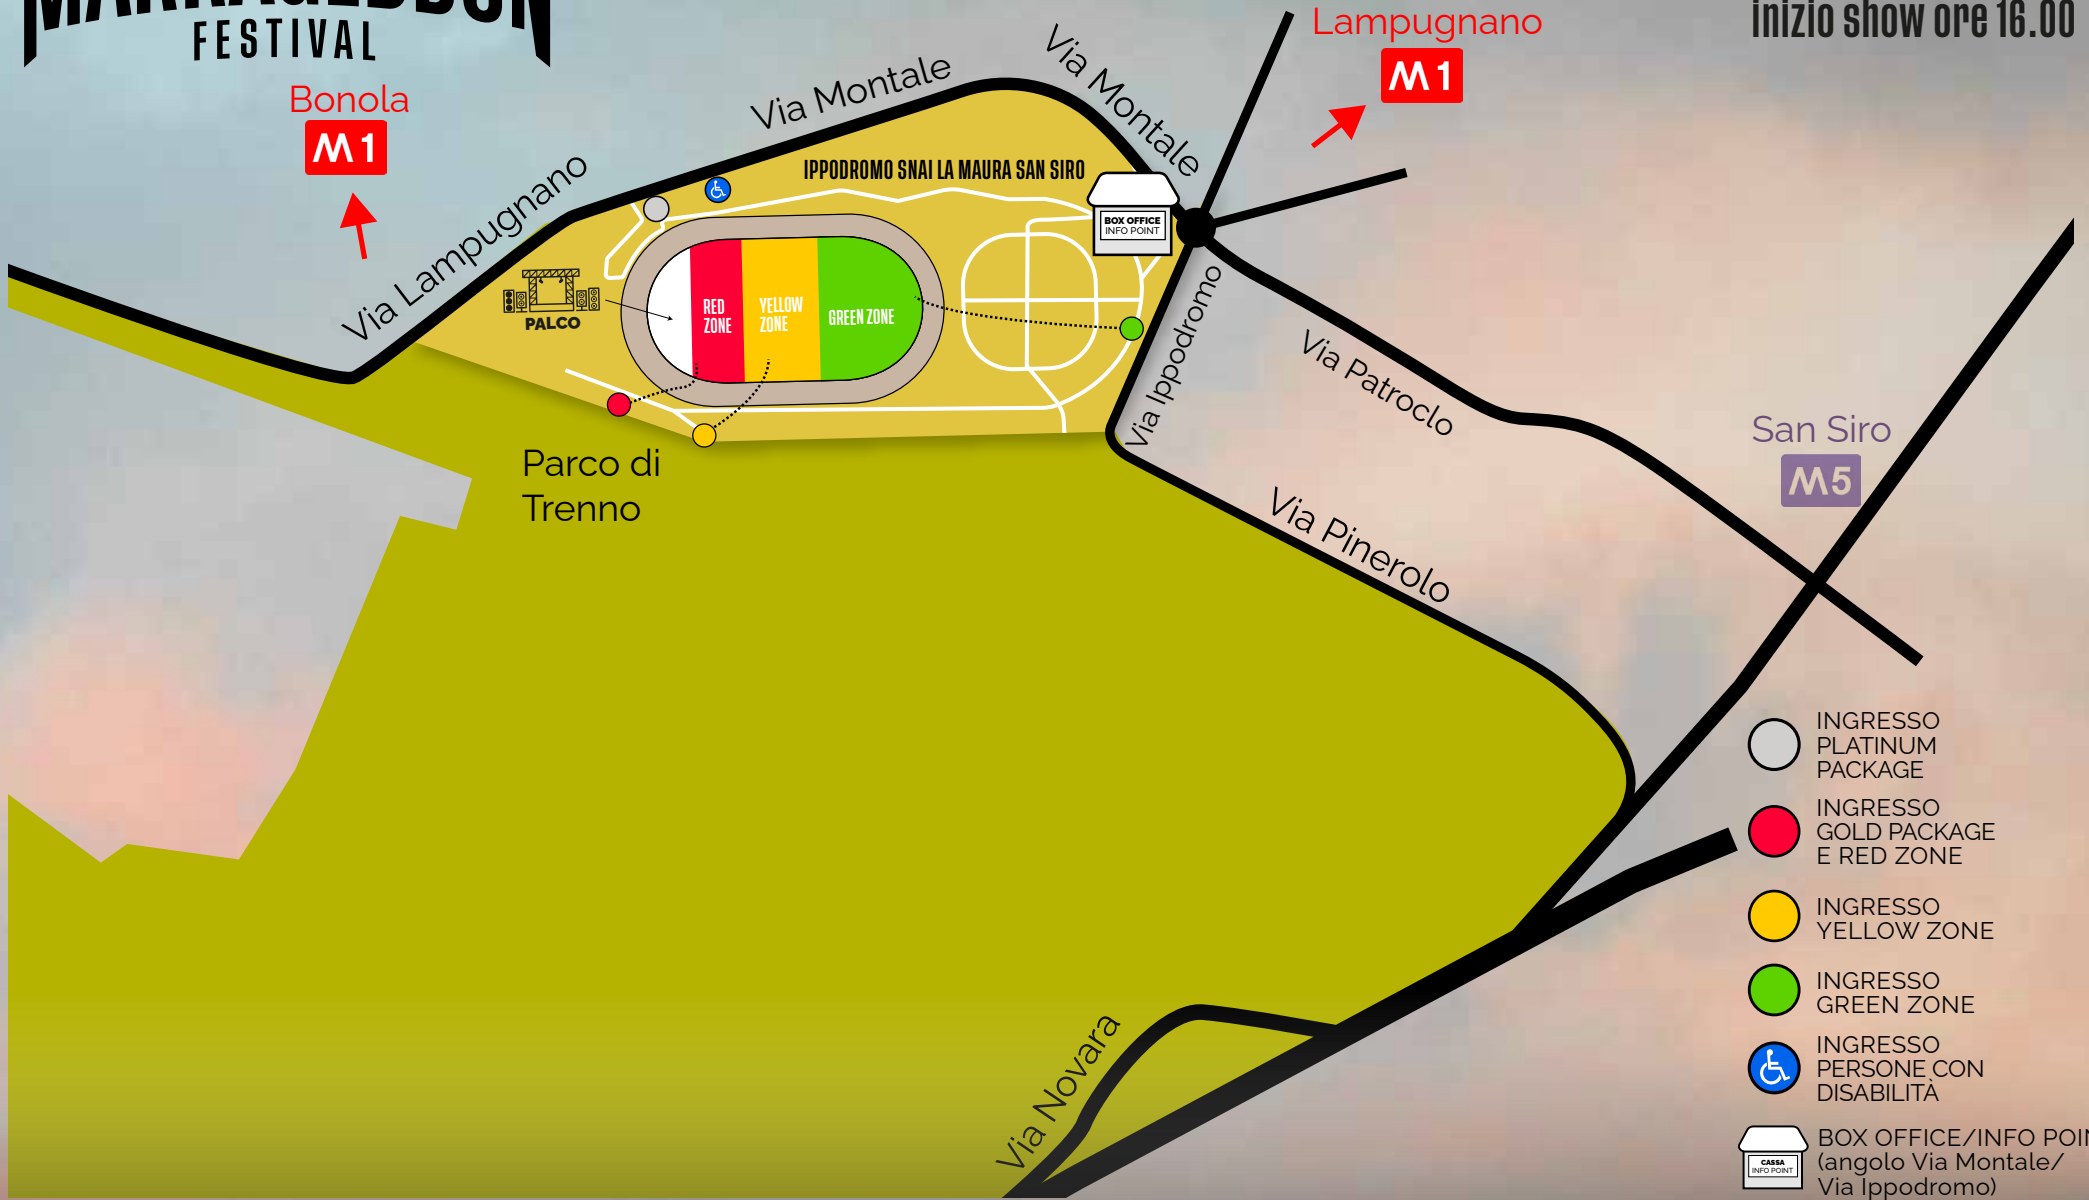 MARRAGEDDON
FESTIVAL
inizio show ore 16.00
Lampugnano
M1
Bonola
M1
Via Montale
Via Montale
Via Lampugnano
IPPODROMO SNAI LA MAURA SAN SIRO
BOX OFFICE
INFO POINT
PALCO
RED
ZONE
YELLOW
ZONE
GREEN ZONE
Via Ippodromo
Via Patroclo
San Siro
M5
Parco di
Trenno
Via Pinerolo
Via Novara
INGRESSO
PLATINUM
PACKAGE
INGRESSO
GOLD PACKAGE
E RED ZONE
INGRESSO
YELLOW ZONE
INGRESSO
GREEN ZONE
INGRESSO
PERSONE CON
DISABILITÀ
CASSA
INFO POINT
BOX OFFICE/INFO POIN
(angolo Via Montale/
Via Ippodromo)